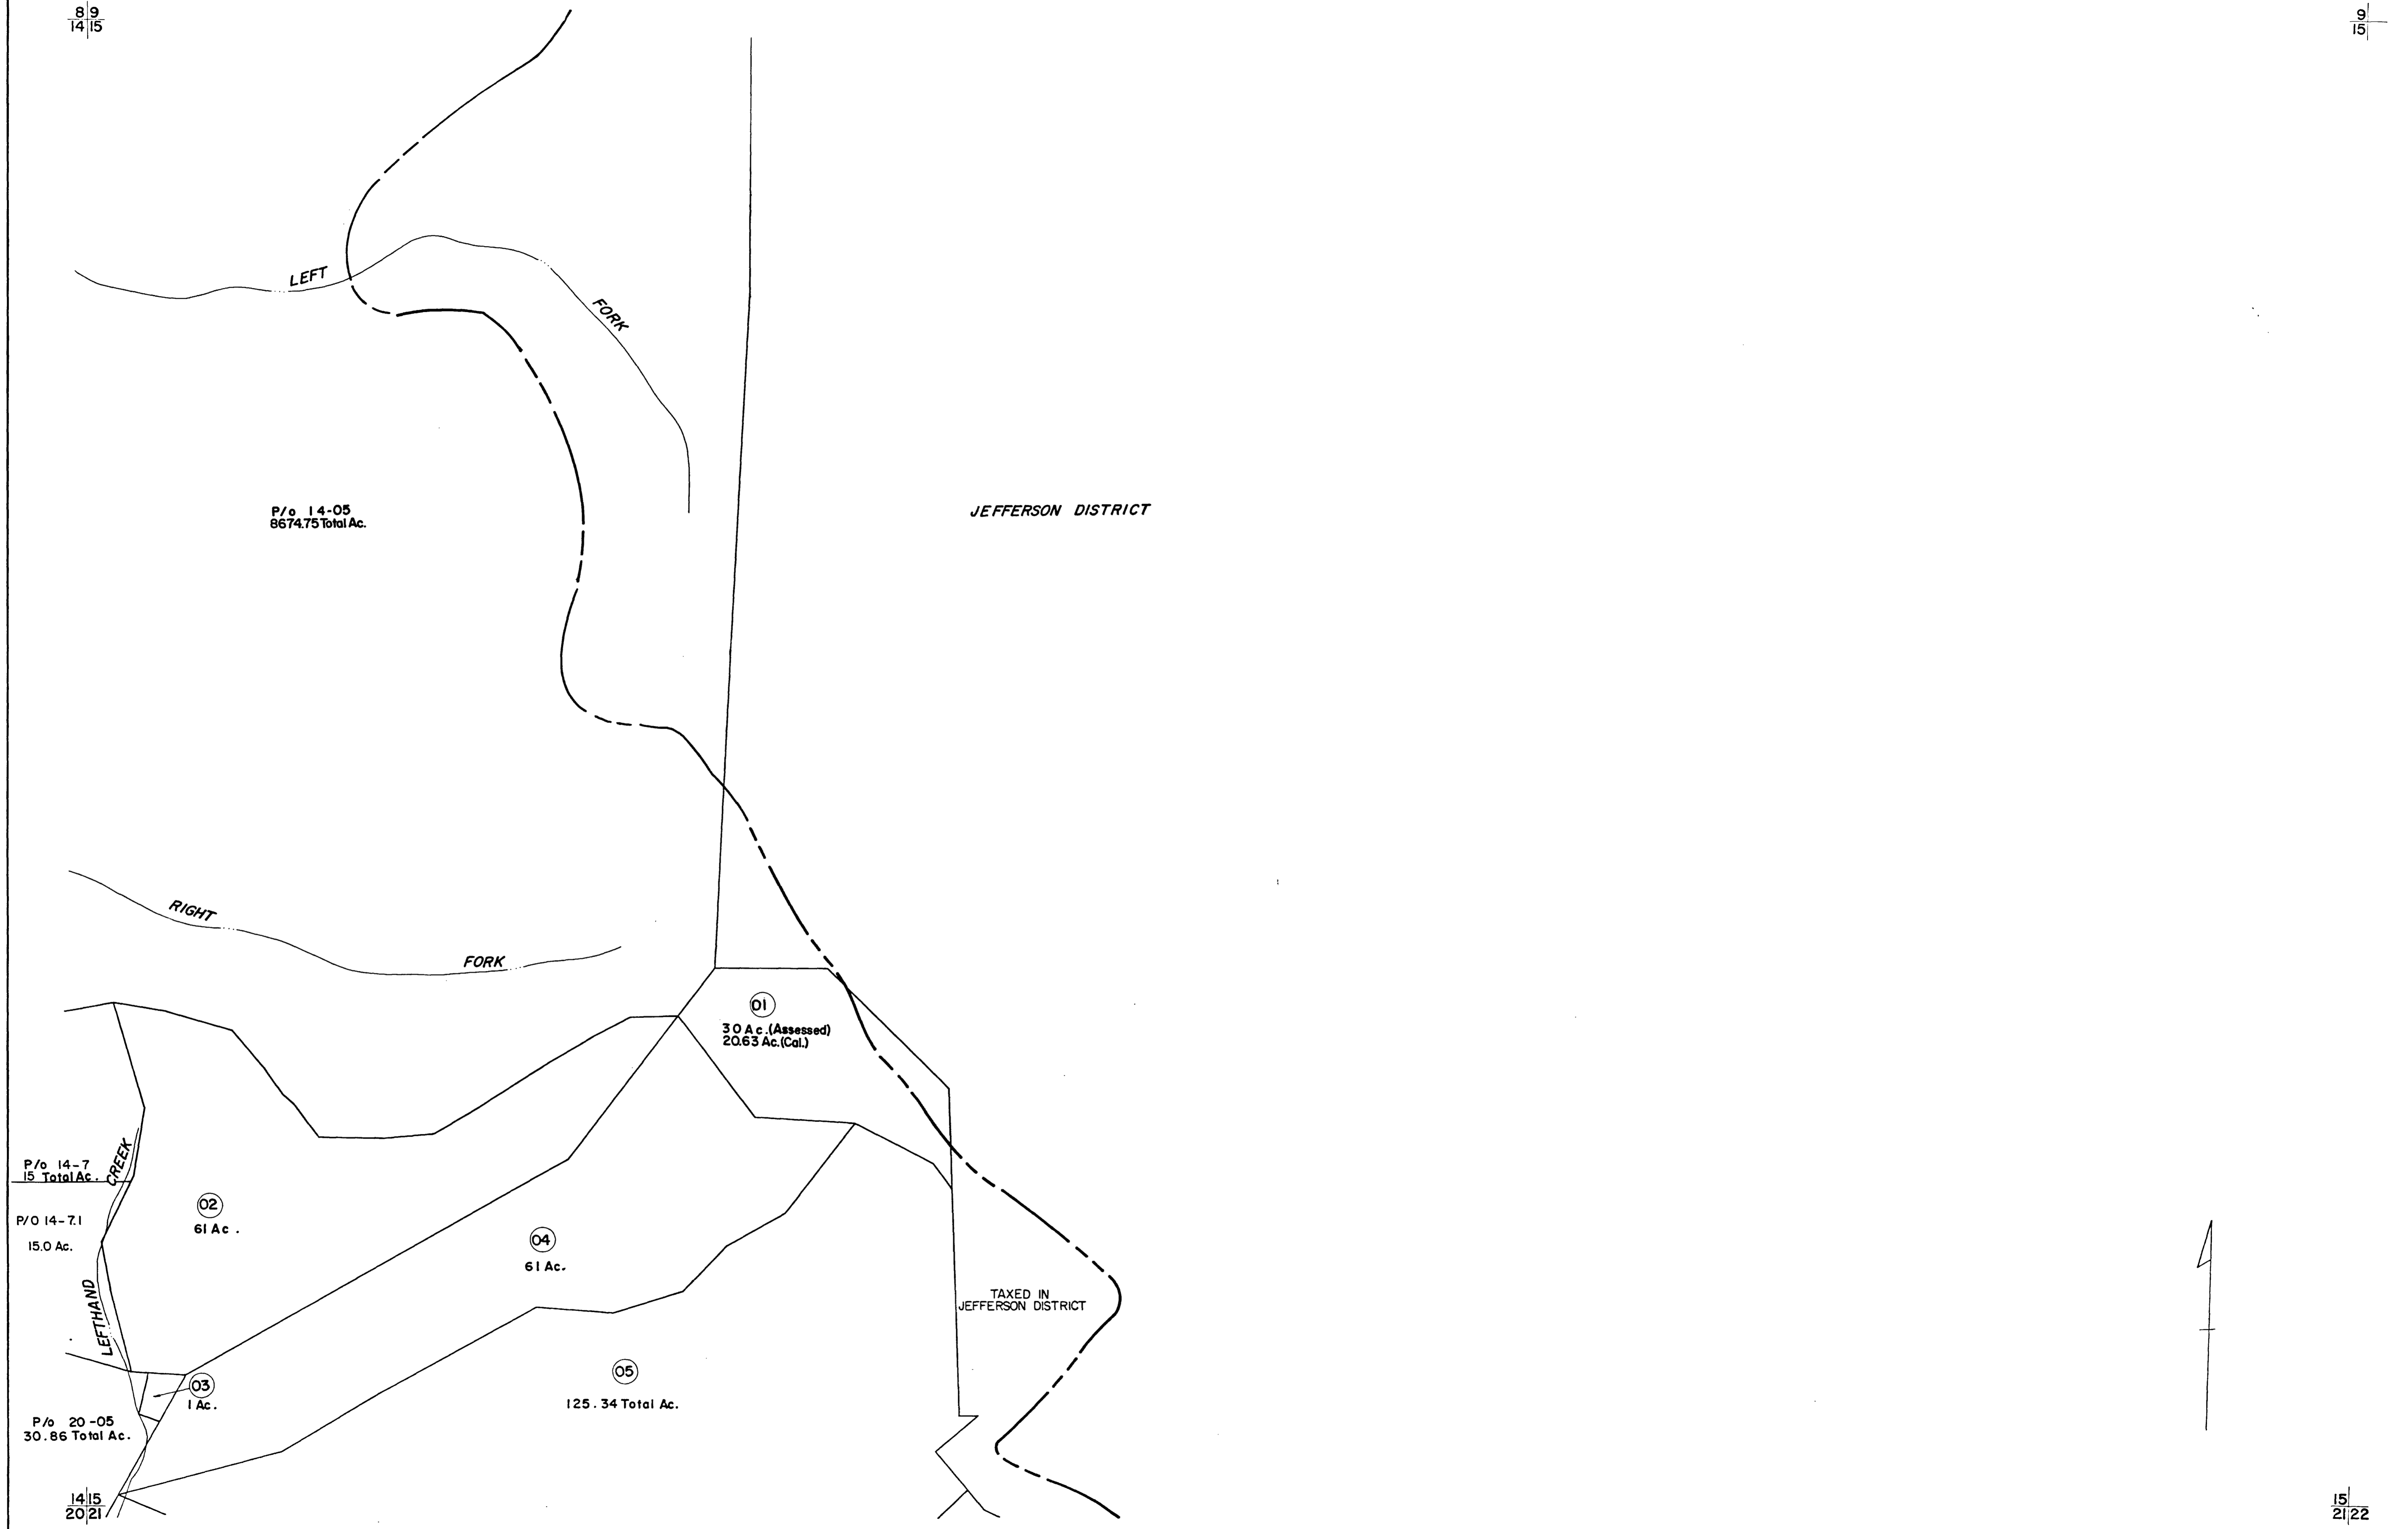 8 9
14 15
9
15
LEFT
FORK
P/o 14-05
8674.75 Total Ac.
JEFFERSON DISTRICT
RIGHT
FORK
01
30 Ac. (Assessed)
20.63 Ac. (Cal.)
P/o 14-7
15 Total Ac.
CREEK
02
61 Ac.
P/O 14-7.1
15.0 Ac.
04
61 Ac.
LEFTHAND
TAXED IN
JEFFERSON DISTRICT
03
1 Ac.
05
125.34 Total Ac.
P/o 20-05
30.86 Total Ac.
14 15
20 21
15
21 22